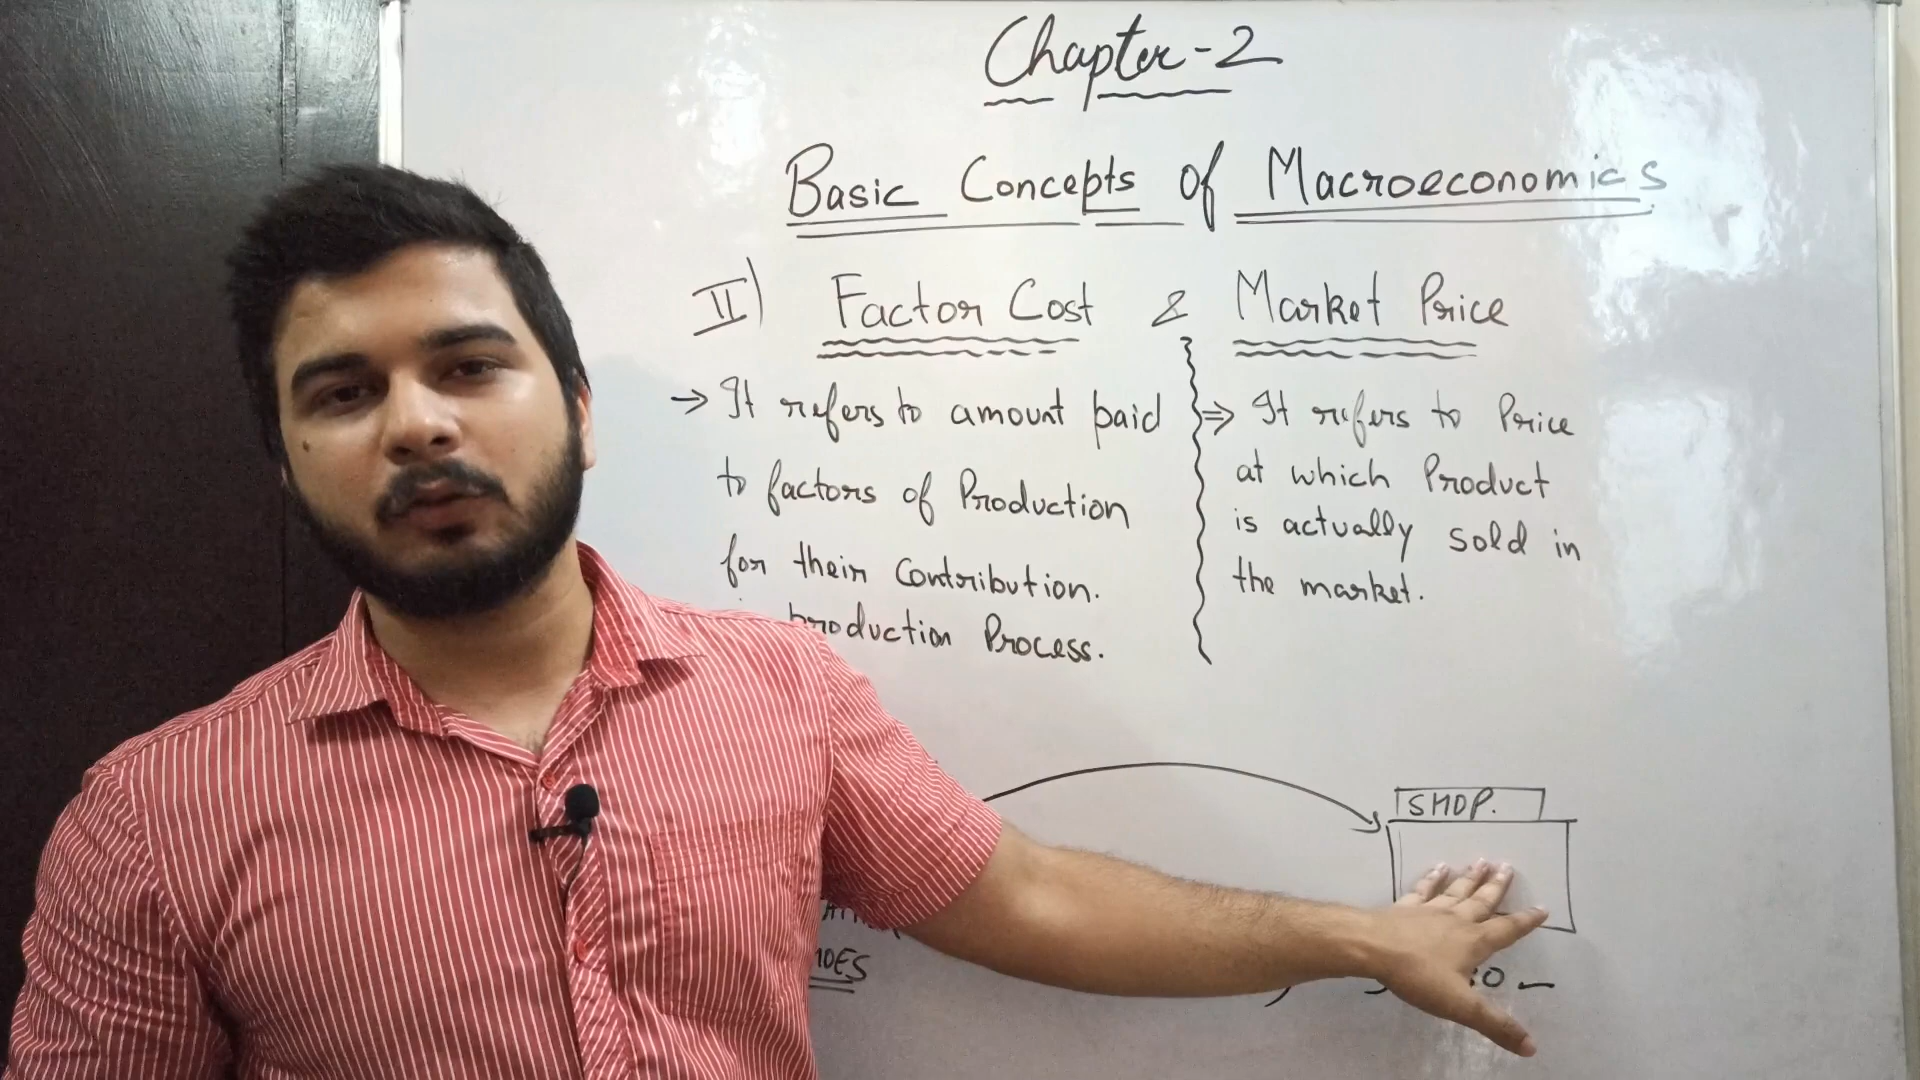 Chapter-2
Basic Concepts of Macroeconomics
II) Factor Cost & Market Price
→ It refers to amount paid
to factors of Production
for their Contribution.
production Process.
⇒ It refers to Price
at which Product
is actually sold in
the market.
SHOP.